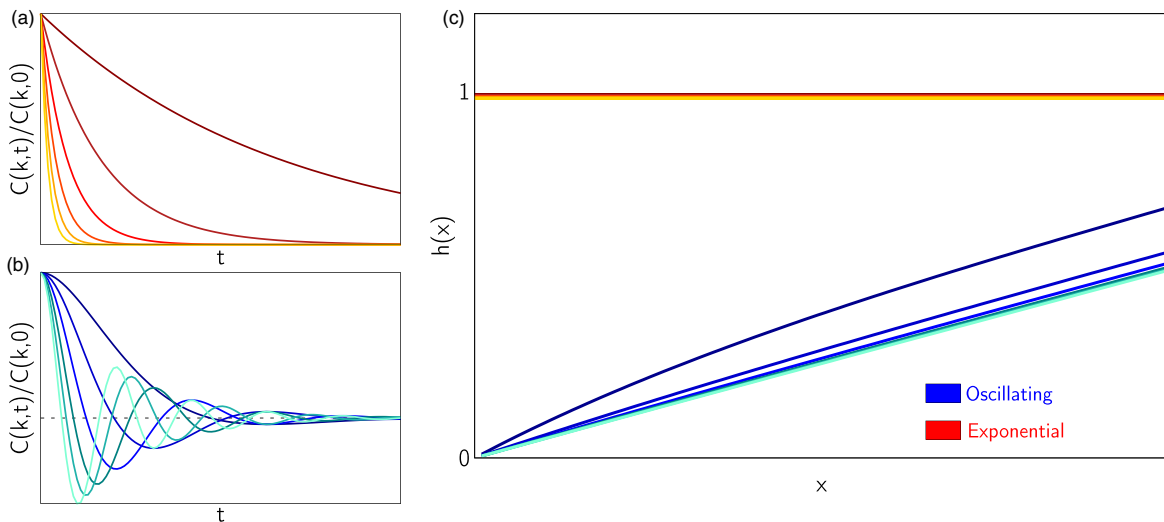 (a)
C(k,t)/C(k,0)
t
(b)
C(k,t)/C(k,0)
t
(c)
1
h(x)
0
x
Oscillating
Exponential